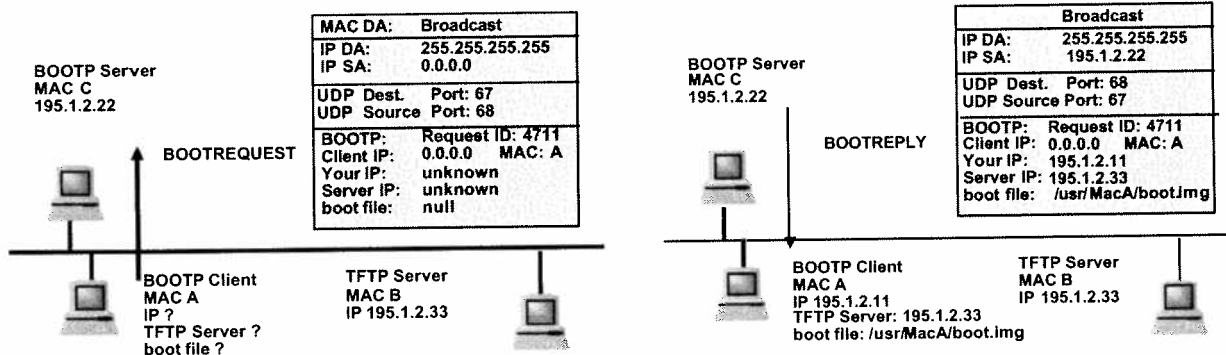 BOOTP Server
MAC C
195.1.2.22
MAC DA: Broadcast
IP DA: 255.255.255.255
IP SA: 0.0.0.0
UDP Dest. Port: 67
UDP Source Port: 68
BOOTP: Request ID: 4711
Client IP: 0.0.0.0 MAC: A
Your IP: unknown
Server IP: unknown
boot file: null
BOOTREQUEST
BOOTP Client
MAC A
IP ?
TFTP Server ?
boot file ?
TFTP Server
MAC B
IP 195.1.2.33
BOOTP Server
MAC C
195.1.2.22
Broadcast
IP DA: 255.255.255.255
IP SA: 195.1.2.22
UDP Dest. Port: 68
UDP Source Port: 67
BOOTP: Request ID: 4711
Client IP: 0.0.0.0 MAC: A
Your IP: 195.1.2.11
Server IP: 195.1.2.33
boot file: /usr/MacA/boot.img
BOOTREPLY
BOOTP Client
MAC A
IP 195.1.2.11
TFTP Server: 195.1.2.33
boot file: /usr/MacA/boot.img
TFTP Server
MAC B
IP 195.1.2.33